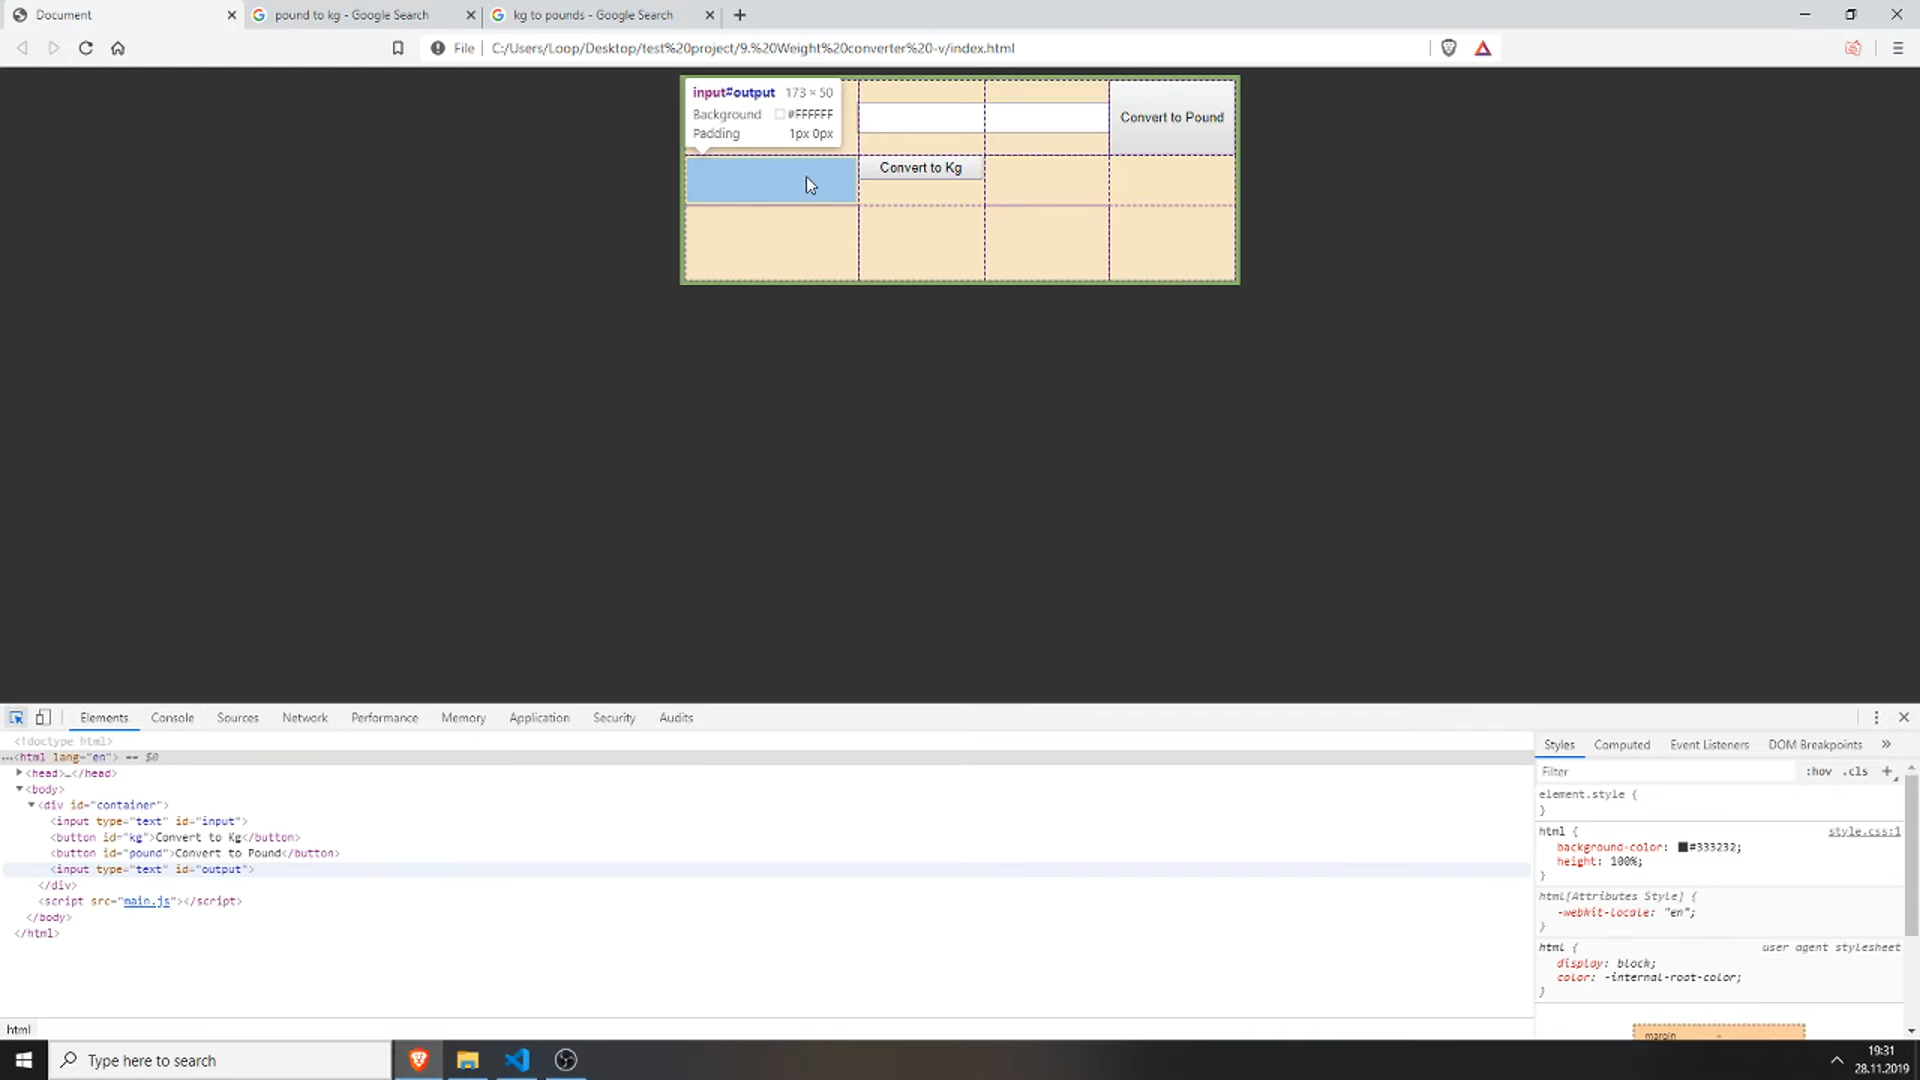 Document
pound to kg - Google Search
kg to pounds - Google Search
File
C:/Users/Loop/Desktop/test%20project/9.%20Weight%20converter%20-v/index.html
input#output 173 × 50
Background #FFFFFF
Padding 1px 0px
Convert to Pound
Convert to Kg
Elements Console Sources Network Performance Memory Application Security Audits
<!doctype html>
...<html lang="en"> == $0
<head>…</head>
<body>
<div id="container">
<input type="text" id="input">
<button id="kg">Convert to Kg</button>
<button id="pound">Convert to Pound</button>
<input type="text" id="output">
</div>
<script src="main.js"></script>
</body>
</html>
html
Styles Computed Event Listeners DOM Breakpoints »
Filter :hov .cls +
element.style {
}
html { style.css:1
background-color: #333232;
height: 100%;
}
html[Attributes Style] {
-webkit-locale: "en";
}
html { user agent stylesheet
display: block;
color: -internal-root-color;
}
margin -
Type here to search
19:31
28.11.2019